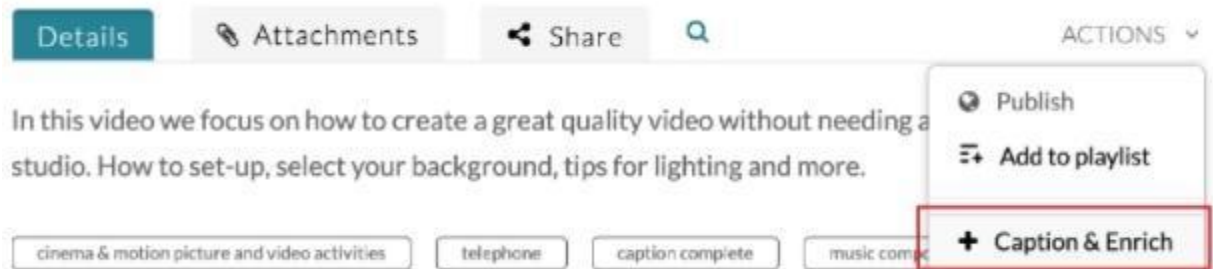 Details Attachments Share ACTIONS
Publish
In this video we focus on how to create a great quality video without needing a
Add to playlist
studio. How to set-up, select your background, tips for lighting and more.
Caption & Enrich
cinema & motion picture and video activities telephone caption complete music comp